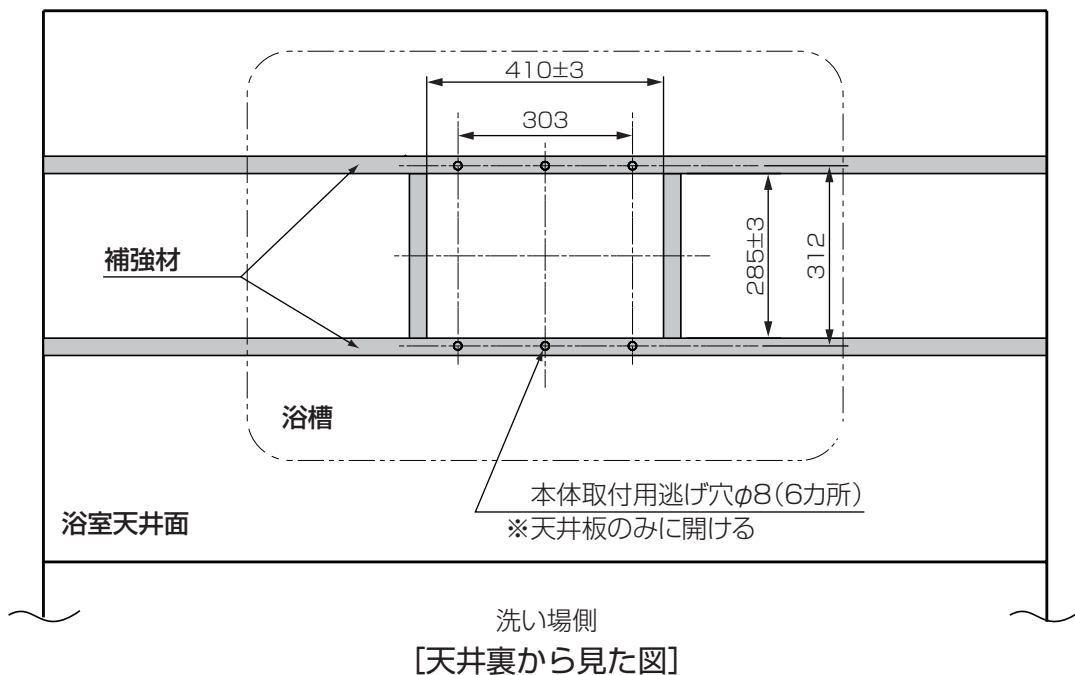 410±3
303
補強材
285±3
312
浴槽
本体取付用逃げ穴φ8(6カ所)
※天井板のみに開ける
浴室天井面
洗い場側
[天井裏から見た図]